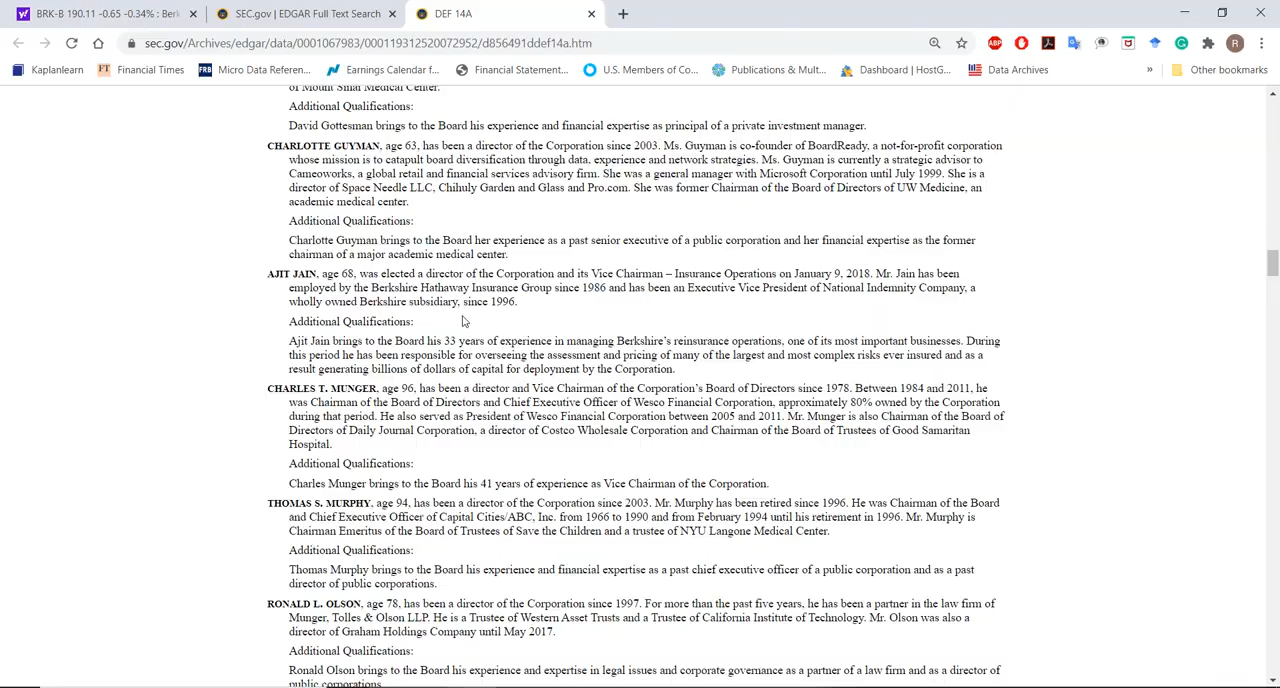 BRK-B 190.11 -0.65 -0.34% : Berk
SEC.gov | EDGAR Full Text Search
DEF 14A
sec.gov/Archives/edgar/data/0001067983/000119312520072952/d856491ddef14a.htm
ABP
R
Kaplanlearn
FT Financial Times
FRB Micro Data Referen...
Earnings Calendar f...
Financial Statement...
U.S. Members of Co...
Publications & Mult...
Dashboard | HostG...
Data Archives
»
Other bookmarks
of Mount Sinai Medical Center.
Additional Qualifications:
David Gottesman brings to the Board his experience and financial expertise as principal of a private investment manager.
CHARLOTTE GUYMAN, age 63, has been a director of the Corporation since 2003. Ms. Guyman is co-founder of BoardReady, a not-for-profit corporation
whose mission is to catapult board diversification through data, experience and network strategies. Ms. Guyman is currently a strategic advisor to
Cameoworks, a global retail and financial services advisory firm. She was a general manager with Microsoft Corporation until July 1999. She is a
director of Space Needle LLC, Chihuly Garden and Glass and Pro.com. She was former Chairman of the Board of Directors of UW Medicine, an
academic medical center.
Additional Qualifications:
Charlotte Guyman brings to the Board her experience as a past senior executive of a public corporation and her financial expertise as the former
chairman of a major academic medical center.
AJIT JAIN, age 68, was elected a director of the Corporation and its Vice Chairman – Insurance Operations on January 9, 2018. Mr. Jain has been
employed by the Berkshire Hathaway Insurance Group since 1986 and has been an Executive Vice President of National Indemnity Company, a
wholly owned Berkshire subsidiary, since 1996.
Additional Qualifications:
Ajit Jain brings to the Board his 33 years of experience in managing Berkshire's reinsurance operations, one of its most important businesses. During
this period he has been responsible for overseeing the assessment and pricing of many of the largest and most complex risks ever insured and as a
result generating billions of dollars of capital for deployment by the Corporation.
CHARLES T. MUNGER, age 96, has been a director and Vice Chairman of the Corporation's Board of Directors since 1978. Between 1984 and 2011, he
was Chairman of the Board of Directors and Chief Executive Officer of Wesco Financial Corporation, approximately 80% owned by the Corporation
during that period. He also served as President of Wesco Financial Corporation between 2005 and 2011. Mr. Munger is also Chairman of the Board of
Directors of Daily Journal Corporation, a director of Costco Wholesale Corporation and Chairman of the Board of Trustees of Good Samaritan
Hospital.
Additional Qualifications:
Charles Munger brings to the Board his 41 years of experience as Vice Chairman of the Corporation.
THOMAS S. MURPHY, age 94, has been a director of the Corporation since 2003. Mr. Murphy has been retired since 1996. He was Chairman of the Board
and Chief Executive Officer of Capital Cities/ABC, Inc. from 1966 to 1990 and from February 1994 until his retirement in 1996. Mr. Murphy is
Chairman Emeritus of the Board of Trustees of Save the Children and a trustee of NYU Langone Medical Center.
Additional Qualifications:
Thomas Murphy brings to the Board his experience and financial expertise as a past chief executive officer of a public corporation and as a past
director of public corporations.
RONALD L. OLSON, age 78, has been a director of the Corporation since 1997. For more than the past five years, he has been a partner in the law firm of
Munger, Tolles & Olson LLP. He is a Trustee of Western Asset Trusts and a Trustee of California Institute of Technology. Mr. Olson was also a
director of Graham Holdings Company until May 2017.
Additional Qualifications:
Ronald Olson brings to the Board his experience and expertise in legal issues and corporate governance as a partner of a law firm and as a director of
public corporations.